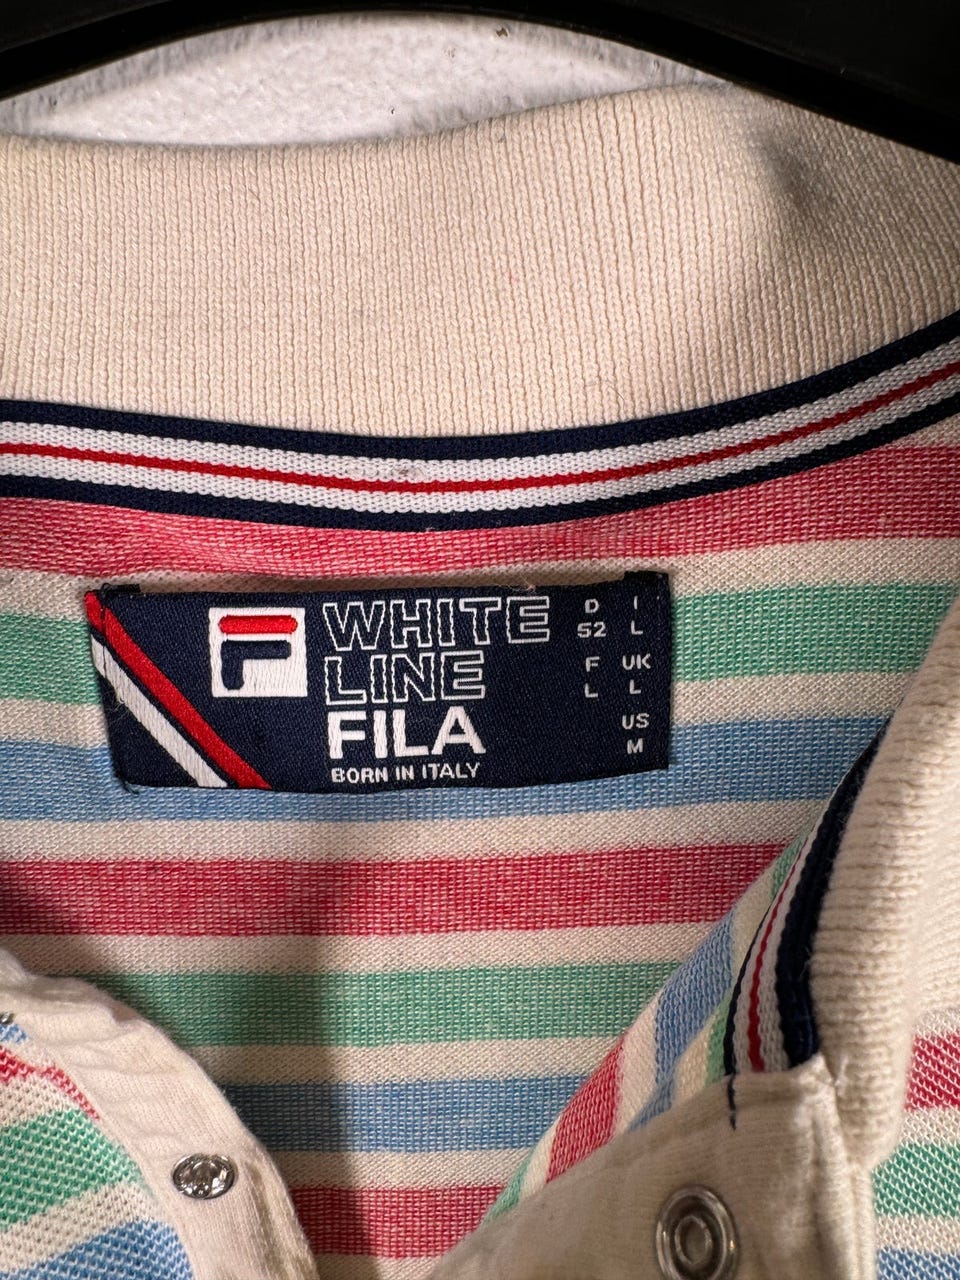 F
WHITE
LINE
FILA
BORN IN ITALY
D I
52 L
F UK
L L
US
M